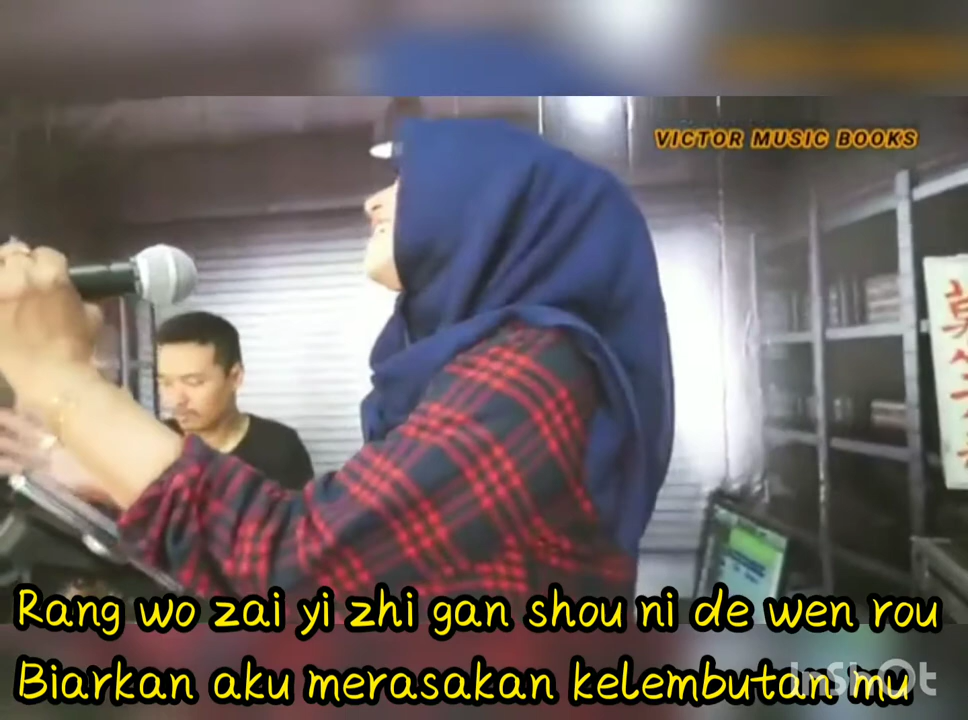 VICTOR MUSIC BOOKS
Rang wo zai yi zhi gan shou ni de wen rou
Biarkan aku merasakan kelembutan mu
InShOt